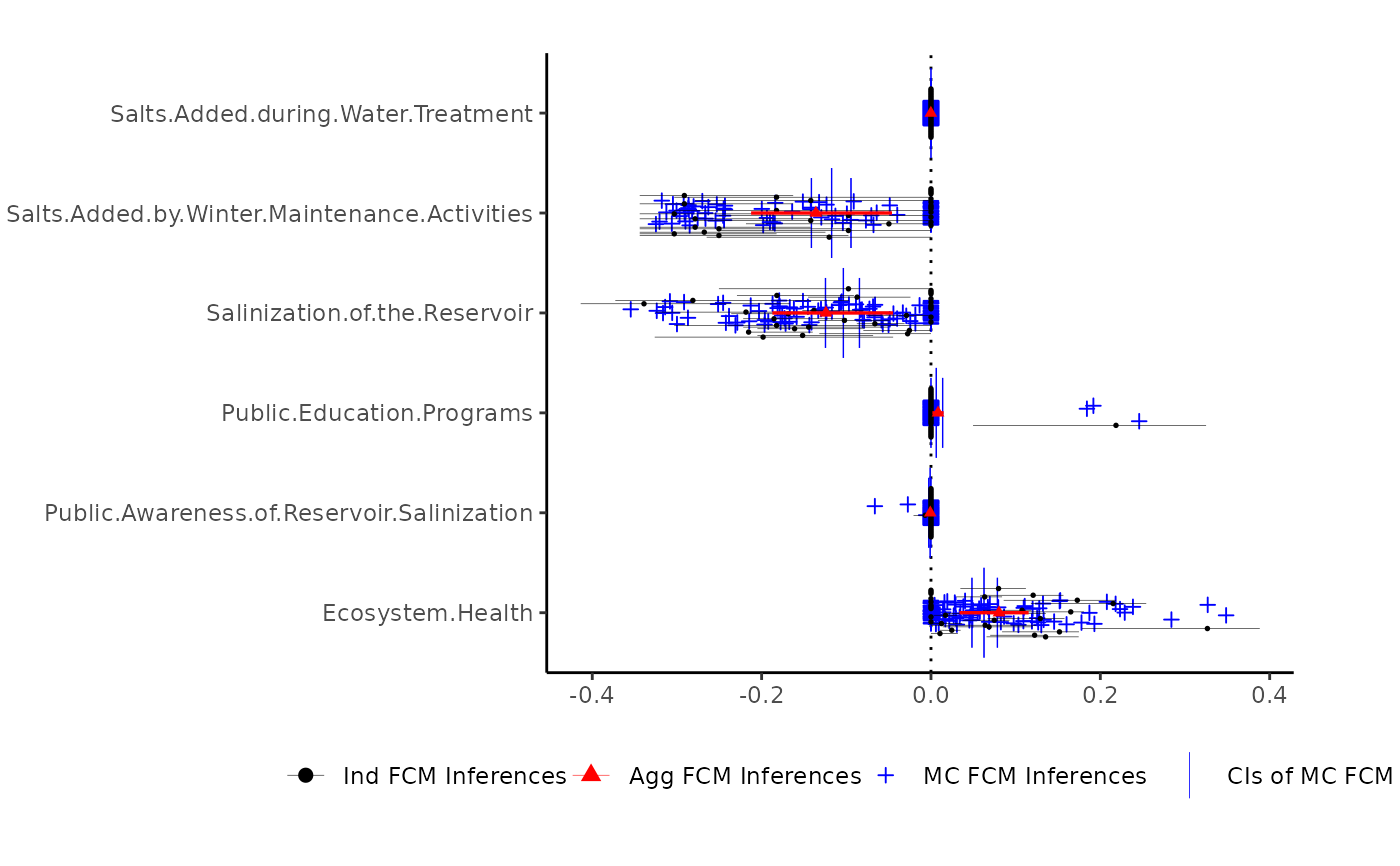 Salts.Added.during.Water.Treatment
Salts.Added.by.Winter.Maintenance.Activities
Salinization.of.the.Reservoir
Public.Education.Programs
Public.Awareness.of.Reservoir.Salinization
Ecosystem.Health
-0.4 -0.2 0.0 0.2 0.4
Ind FCM Inferences Agg FCM Inferences MC FCM Inferences CIs of MC FCM